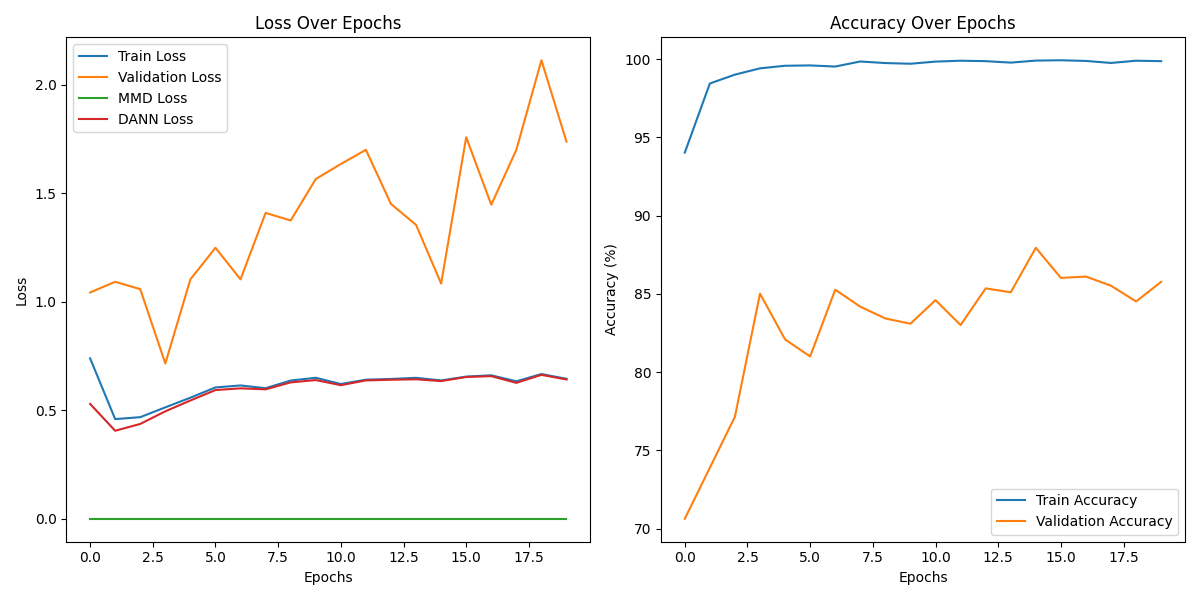 Loss Over Epochs
Train Loss
Validation Loss
MMD Loss
DANN Loss
2.0
1.5
1.0
0.5
0.0
Loss
0.0 2.5 5.0 7.5 10.0 12.5 15.0 17.5
Epochs
Accuracy Over Epochs
100
95
90
85
80
75
70
Accuracy (%)
Train Accuracy
Validation Accuracy
0.0 2.5 5.0 7.5 10.0 12.5 15.0 17.5
Epochs